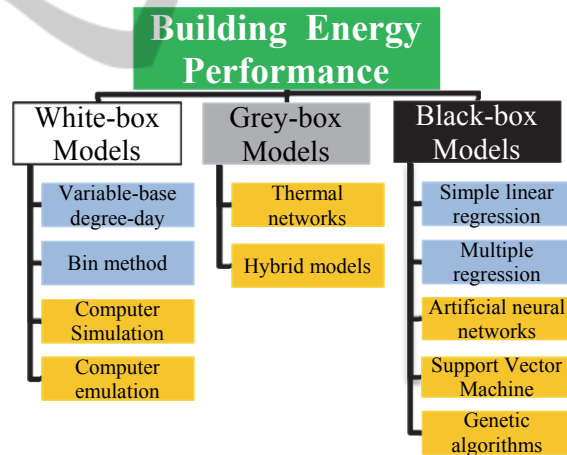 Building Energy
Performance
White-box
Models
Variable-base
degree-day
Bin method
Computer
Simulation
Computer
emulation
Grey-box
Models
Thermal
networks
Hybrid models
Black-box
Models
Simple linear
regression
Multiple
regression
Artificial neural
networks
Support Vector
Machine
Genetic
algorithms